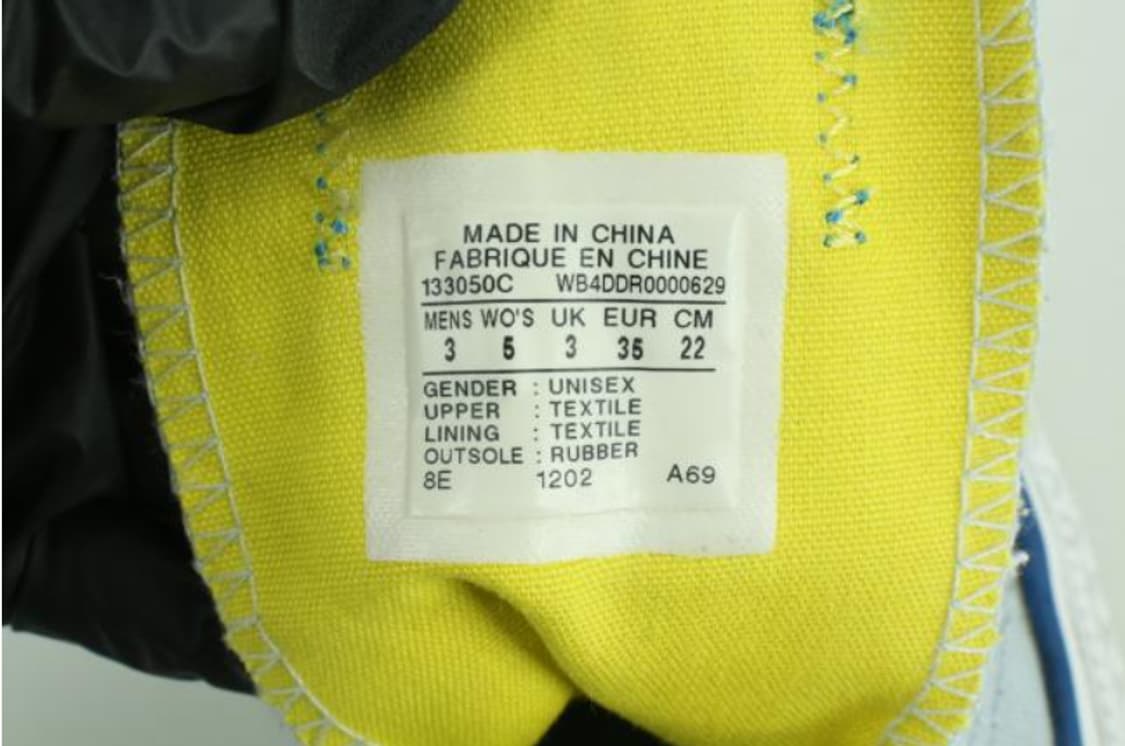 MADE IN CHINA
FABRIQUE EN CHINE
133050C WB4DDR0000629
MENS WO'S UK EUR CM
3 5 3 35 22
GENDER : UNISEX
UPPER : TEXTILE
LINING : TEXTILE
OUTSOLE : RUBBER
8E 1202 A69